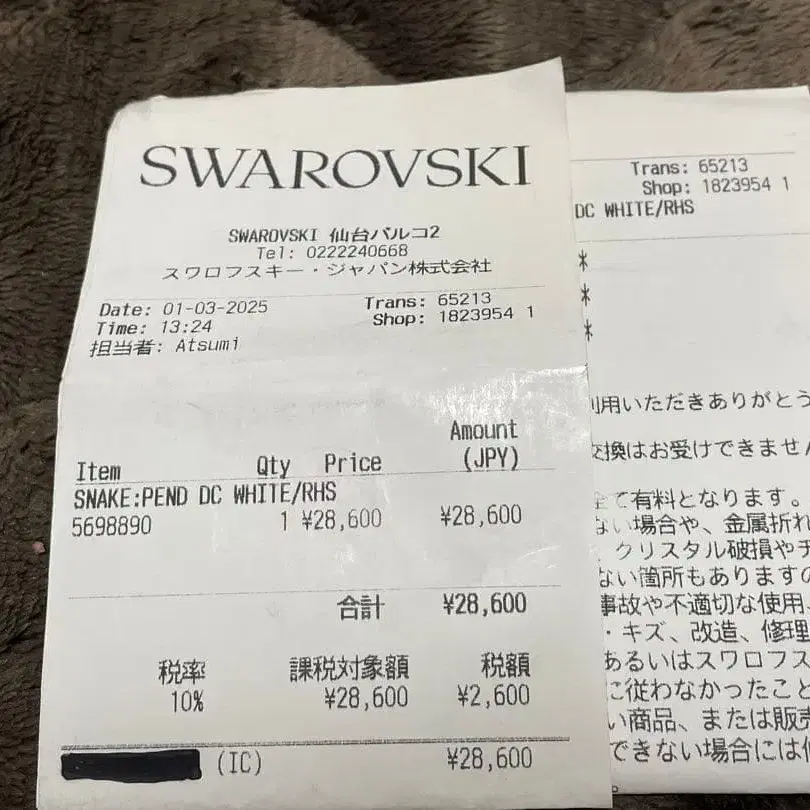 SWAROVSKI
SWAROVSKI 仙台パルコ2
Tel: 0222240668
スワロフスキー・ジャパン株式会社
Date: 01-03-2025 Trans: 65213
Time: 13:24 Shop: 1823954 1
担当者: Atsumi
Item Qty Price Amount (JPY)
SNAKE:PEND DC WHITE/RHS
5698890 1 ¥28,600 ¥28,600
合計 ¥28,600
税率 課税対象額 税額
10% ¥28,600 ¥2,600
(IC) ¥28,600
Trans: 65213
Shop: 1823954 1
DC WHITE/RHS
*
*
*
利用いただきありがとう
交換はお受けできません
全て有料となります。
ない場合や、金属折れ
、クリスタル破損や
ない箇所もありますの
事故や不適切な使用、
・キズ、改造、修理
あるいはスワロフス
に従わなかったこと
い商品、または販売
できない場合には